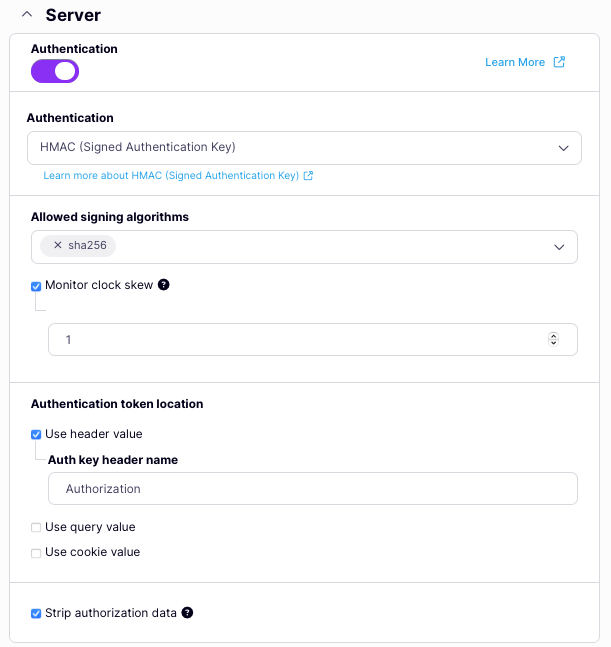 Server
Authentication
Learn More
Authentication
HMAC (Signed Authentication Key)
Learn more about HMAC (Signed Authentication Key)
Allowed signing algorithms
× sha256
Monitor clock skew ?
1
Authentication token location
Use header value
Auth key header name
Authorization
Use query value
Use cookie value
Strip authorization data ?